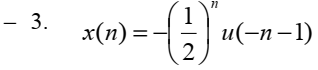 – 3. x(n) = -(1/2)^n u(-n-1)